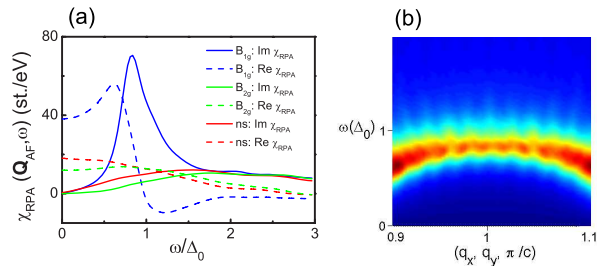 (a)
χRPA (QAF,ω) (st./eV)
80
40
0
B1g: Im χRPA
B1g: Re χRPA
B2g: Im χRPA
B2g: Re χRPA
ns: Im χRPA
ns: Re χRPA
0 1 2 3
ω/Δ0
(b)
ω(Δ0)
1
0
0.9 1 1.1
(qx, qy, π/c)